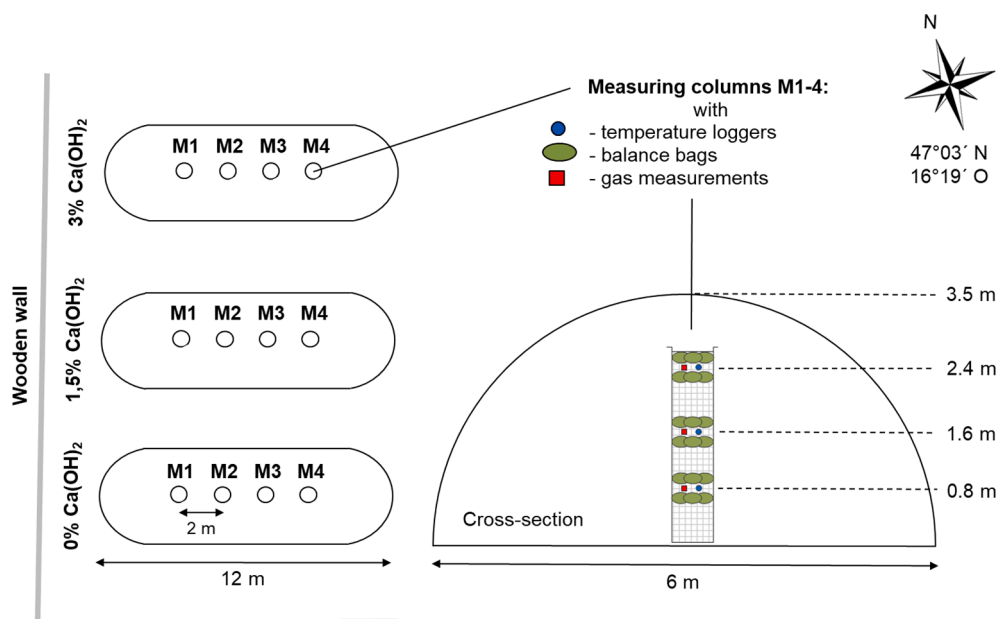 N
47°03´ N
16°19´ O
Measuring columns M1-4:
with
- temperature loggers
- balance bags
- gas measurements
Wooden wall
3% Ca(OH)₂
M1 M2 M3 M4
1,5% Ca(OH)₂
M1 M2 M3 M4
0% Ca(OH)₂
M1 M2 M3 M4
2 m
12 m
3.5 m
2.4 m
1.6 m
0.8 m
Cross-section
6 m